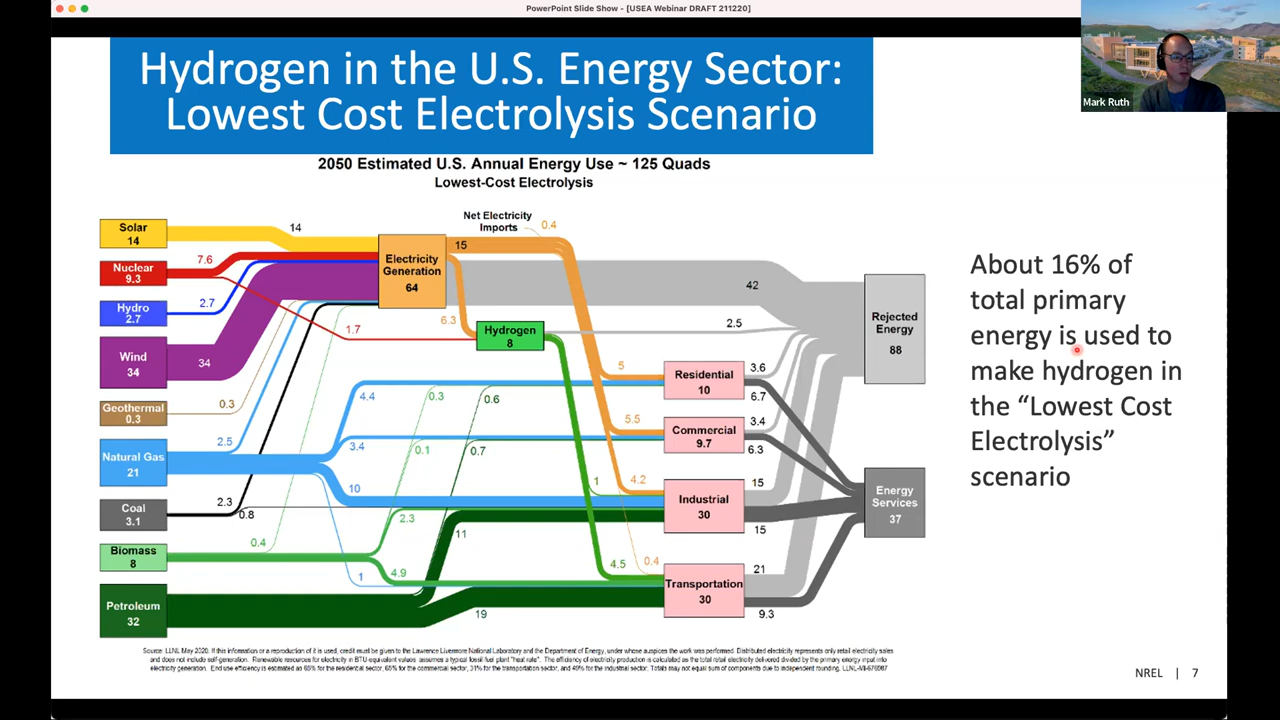 PowerPoint Slide Show - [USEA Webinar DRAFT 211220]
Mark Ruth
Hydrogen in the U.S. Energy Sector:
Lowest Cost Electrolysis Scenario
2050 Estimated U.S. Annual Energy Use ~ 125 Quads
Lowest-Cost Electrolysis
Net Electricity
Imports
0.4
Solar
14
14
Nuclear
9.3
7.6
Hydro
2.7
2.7
Wind
34
34
Geothermal
0.3
0.3
Natural Gas
21
2.5
Coal
3.1
2.3
0.8
Biomass
8
0.4
Petroleum
32
Electricity
Generation
64
15
6.3
1.7
Hydrogen
8
42
2.5
4.4
3.4
10
0.3
0.1
2.3
0.6
0.7
11
1
4.9
19
5
5.5
1
4.2
4.5
0.4
Residential
10
3.6
6.7
Commercial
9.7
3.4
6.3
Industrial
30
15
15
Transportation
30
21
9.3
Rejected
Energy
88
Energy
Services
37
About 16% of
total primary
energy is used to
make hydrogen in
the “Lowest Cost
Electrolysis”
scenario
Source: LLNL May 2020. If this information or a reproduction of it is used, credit must be given to the Lawrence Livermore National Laboratory and the Department of Energy, under whose auspices the work was performed. Distributed electricity represents only retail electricity sales
and does not include self-generation. Renewable resources for electricity in BTU-equivalent values assumes a typical fossil-fuel plant "heat rate". The efficiency of electricity production is calculated as the total retail electricity delivered divided by the primary energy input into
electricity generation. End use efficiency is estimated as 65% for the residential sector, 65% for the commercial sector, 31% for the transportation sector, and 49% for the industrial sector. Totals may not equal sum of components due to independent rounding. LLNL-MI-676987
NREL | 7